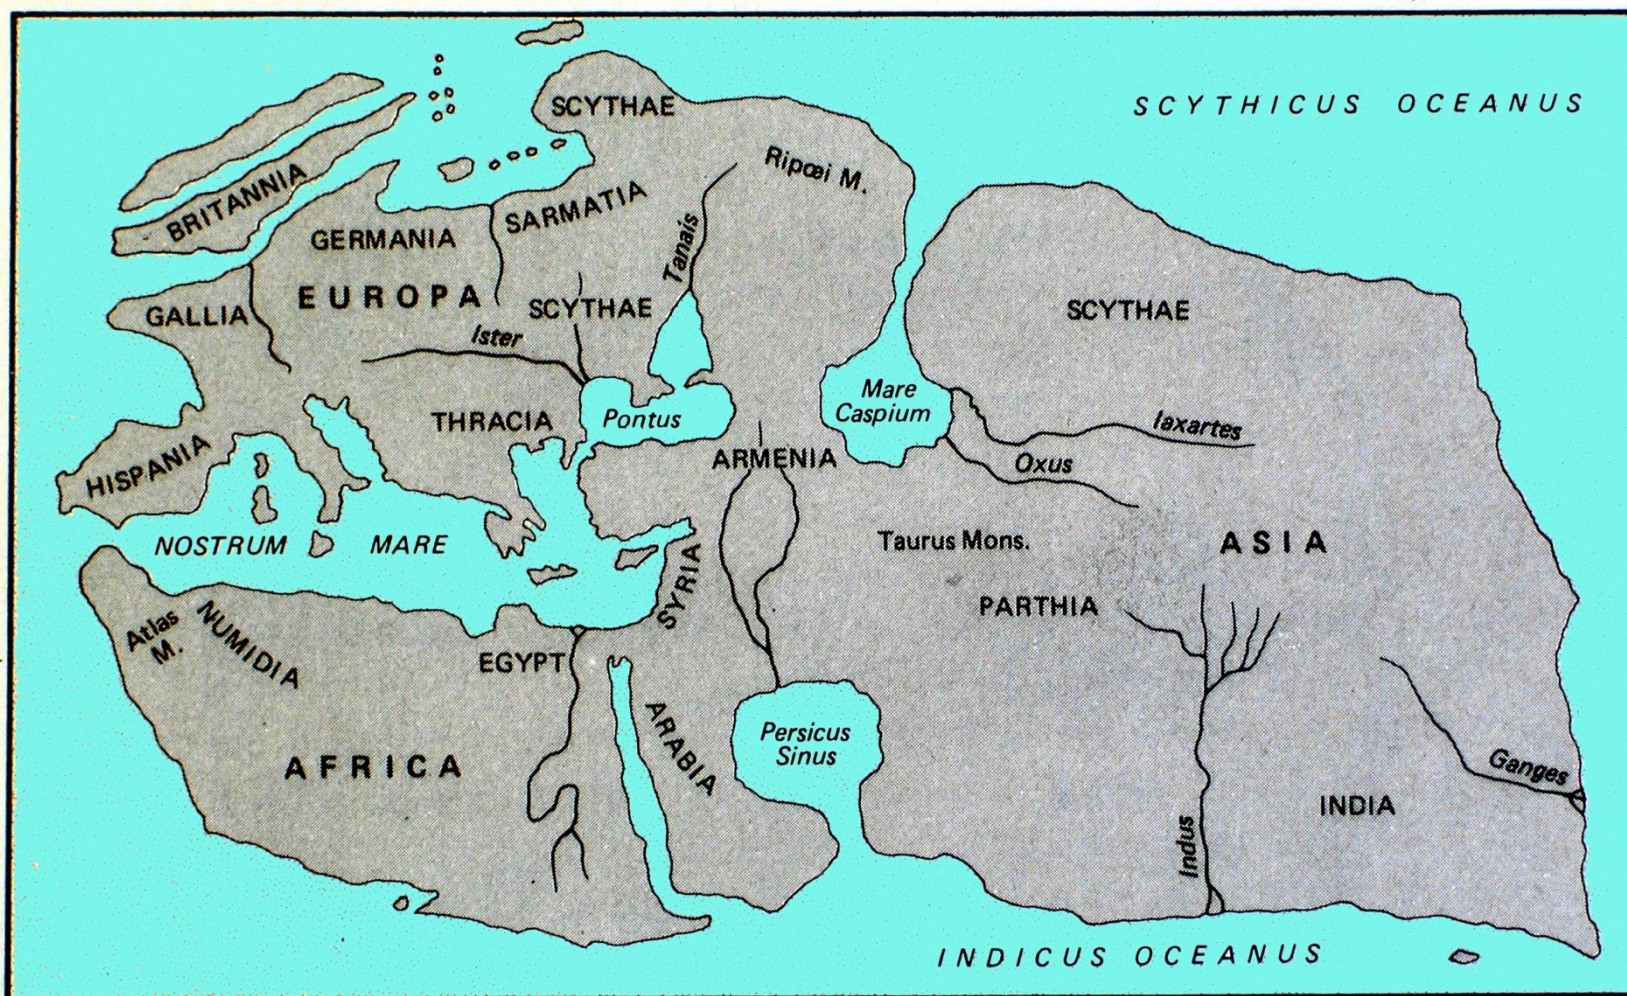 SCYTHICUS OCEANUS
SCYTHAE
Ripœi M.
BRITANNIA
SARMATIA
GERMANIA
Tanais
EUROPA
GALLIA
SCYTHAE
SCYTHAE
Ister
Mare
Caspium
THRACIA
Pontus
Iaxartes
HISPANIA
ARMENIA
Oxus
NOSTRUM MARE
Taurus Mons.
ASIA
SYRIA
PARTHIA
Atlas
M.
NUMIDIA
EGYPT
ARABIA
Persicus
Sinus
AFRICA
Ganges
INDIA
Indus
INDICUS OCEANUS